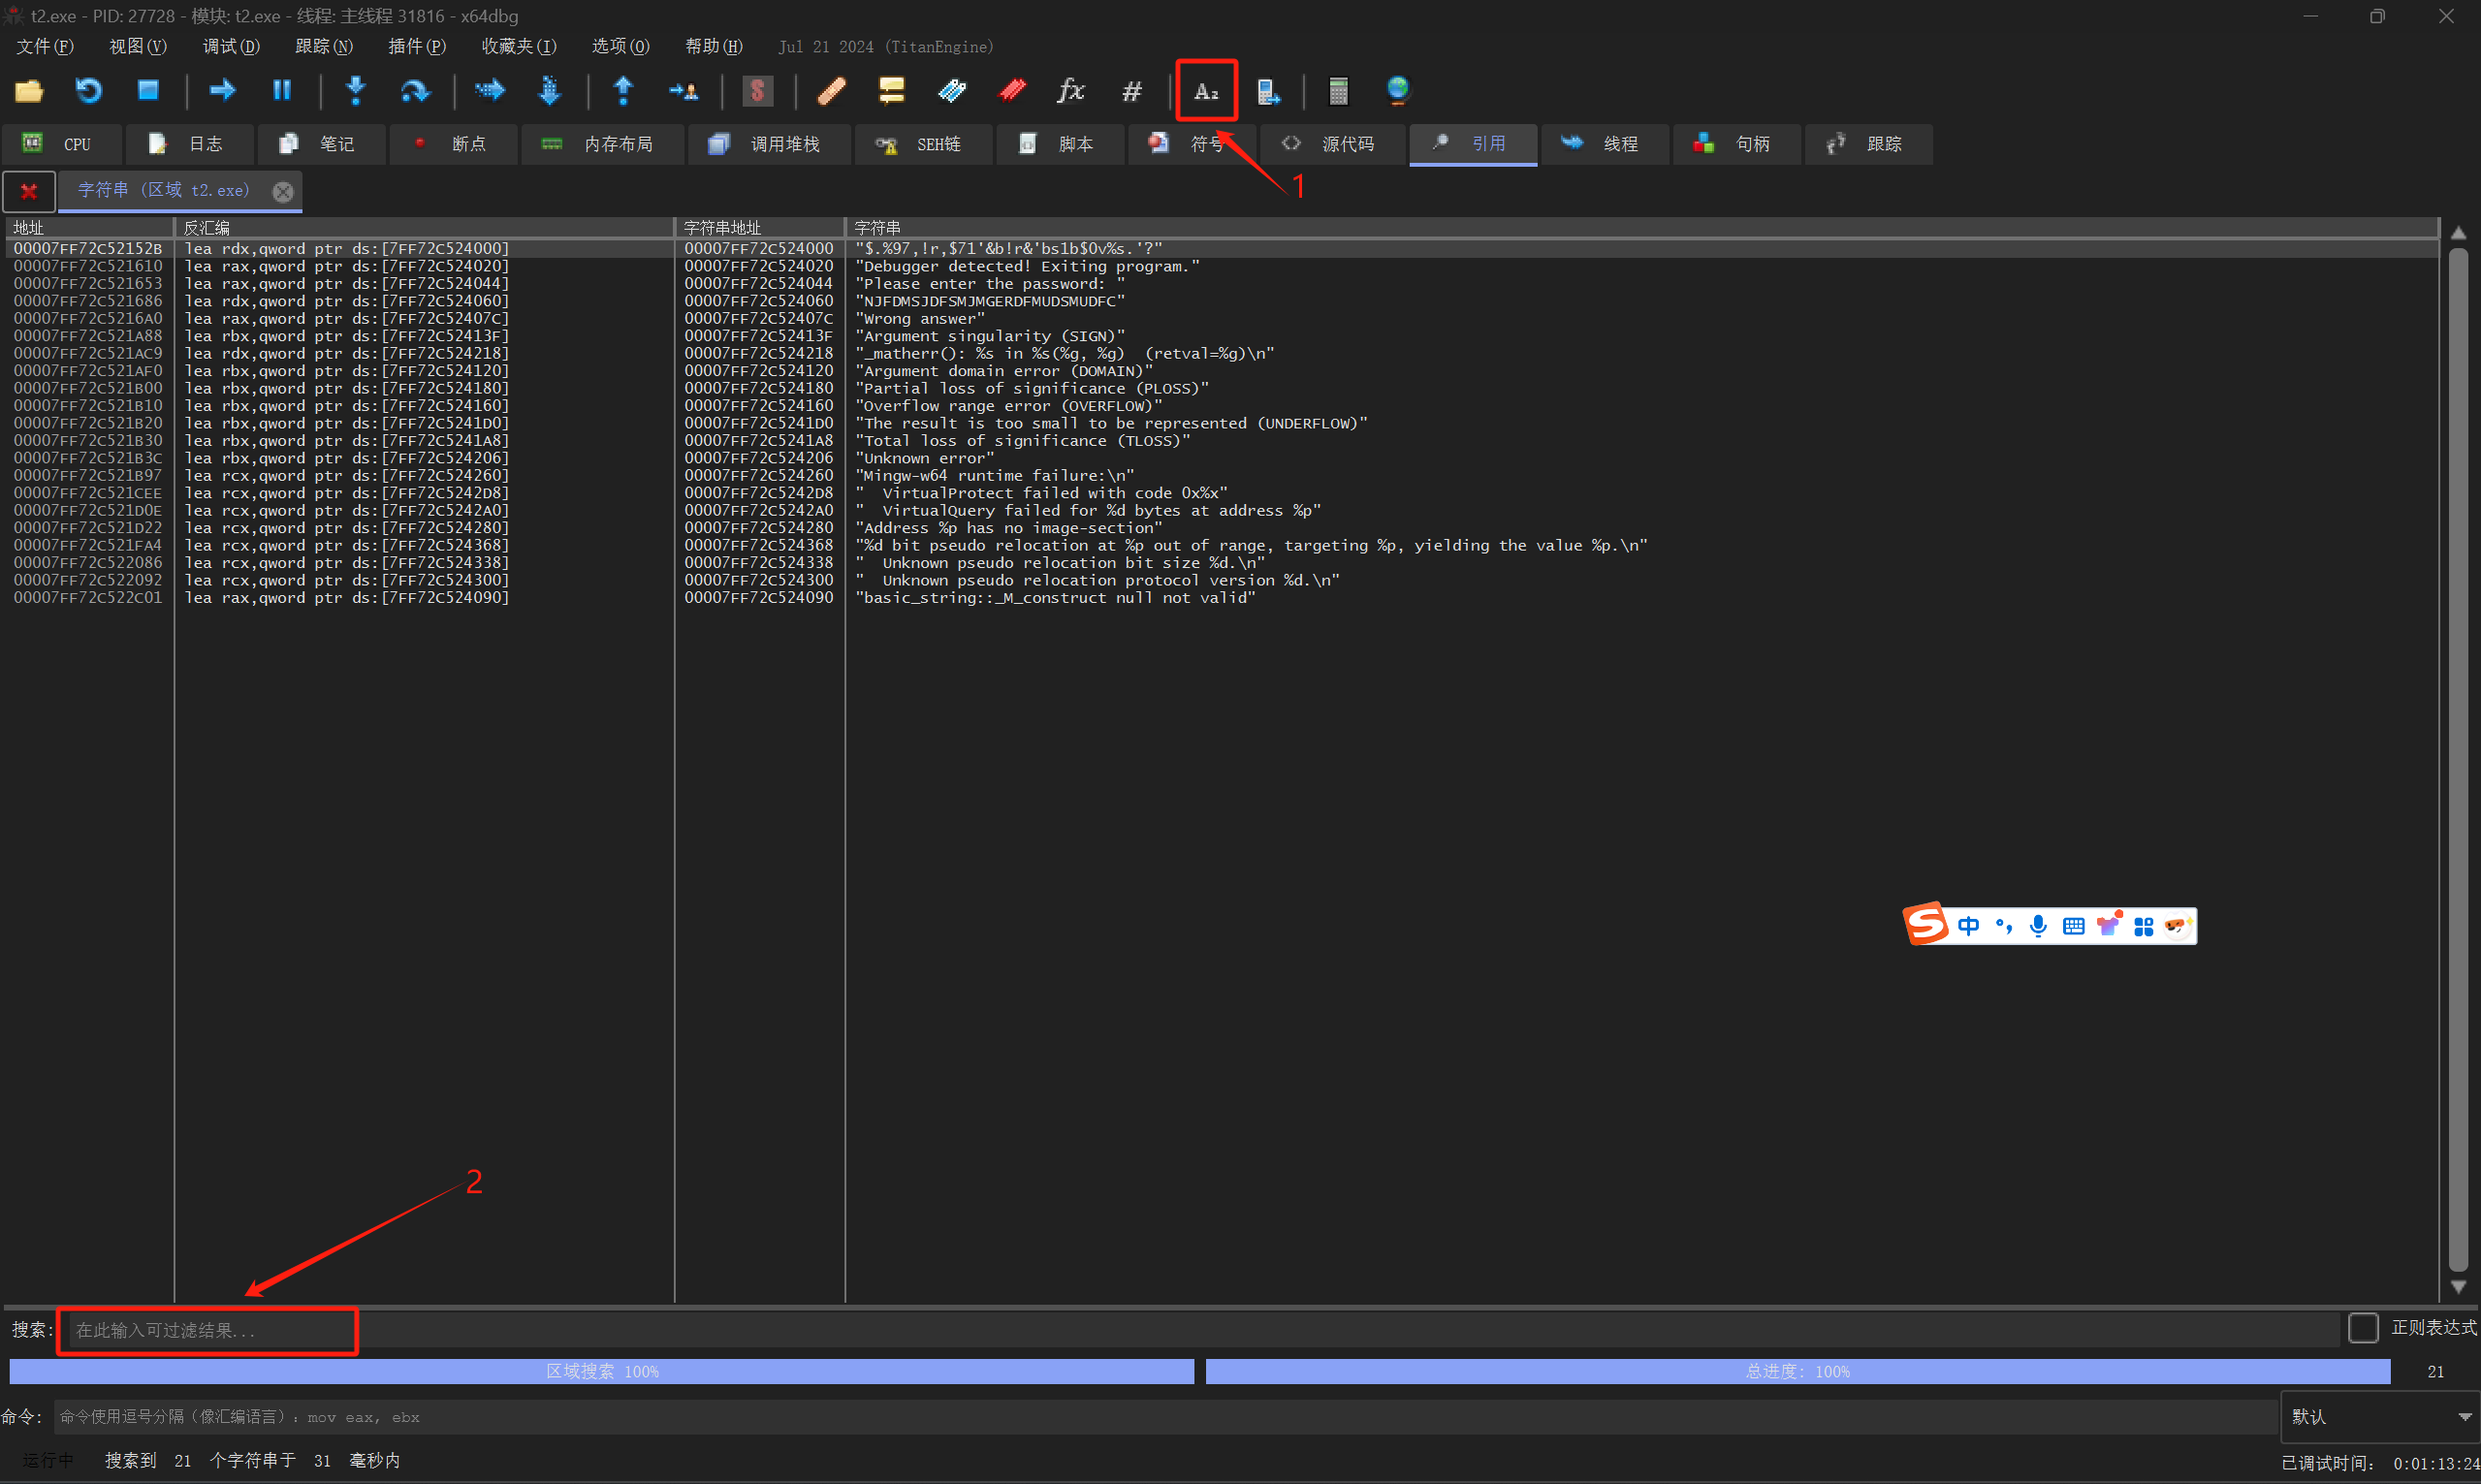 t2.exe - PID: 27728 - 模块: t2.exe - 线程: 主线程 31816 - x64dbg
文件(F) 视图(V) 调试(D) 跟踪(N) 插件(P) 收藏夹(I) 选项(O) 帮助(H) Jul 21 2024 (TitanEngine)
S fx # Az
CPU 日志 笔记 断点 内存布局 调用堆栈 SEH链 脚本 符号 源代码 引用 线程 句柄 跟踪
1
字符串 (区域 t2.exe)
地址 反汇编 字符串地址 字符串
00007FF72C52152B lea rdx,qword ptr ds:[7FF72C524000] 00007FF72C524000 "$.%97,!r,$71'&b!r&'bs1b$0v%s.'?"
00007FF72C521610 lea rax,qword ptr ds:[7FF72C524020] 00007FF72C524020 "Debugger detected! Exiting program."
00007FF72C521653 lea rax,qword ptr ds:[7FF72C524044] 00007FF72C524044 "Please enter the password: "
00007FF72C521686 lea rdx,qword ptr ds:[7FF72C524060] 00007FF72C524060 "NJFDMSJDFSMJMGERDFMUDSMUDFC"
00007FF72C5216A0 lea rax,qword ptr ds:[7FF72C52407C] 00007FF72C52407C "Wrong answer"
00007FF72C521A88 lea rbx,qword ptr ds:[7FF72C52413F] 00007FF72C52413F "Argument singularity (SIGN)"
00007FF72C521AC9 lea rdx,qword ptr ds:[7FF72C524218] 00007FF72C524218 "_matherr(): %s in %s(%g, %g)  (retval=%g)\n"
00007FF72C521AF0 lea rbx,qword ptr ds:[7FF72C524120] 00007FF72C524120 "Argument domain error (DOMAIN)"
00007FF72C521B00 lea rbx,qword ptr ds:[7FF72C524180] 00007FF72C524180 "Partial loss of significance (PLOSS)"
00007FF72C521B10 lea rbx,qword ptr ds:[7FF72C524160] 00007FF72C524160 "Overflow range error (OVERFLOW)"
00007FF72C521B20 lea rbx,qword ptr ds:[7FF72C5241D0] 00007FF72C5241D0 "The result is too small to be represented (UNDERFLOW)"
00007FF72C521B30 lea rbx,qword ptr ds:[7FF72C5241A8] 00007FF72C5241A8 "Total loss of significance (TLOSS)"
00007FF72C521B3C lea rbx,qword ptr ds:[7FF72C524206] 00007FF72C524206 "Unknown error"
00007FF72C521B97 lea rcx,qword ptr ds:[7FF72C524260] 00007FF72C524260 "Mingw-w64 runtime failure:\n"
00007FF72C521CEE lea rcx,qword ptr ds:[7FF72C5242D8] 00007FF72C5242D8 "  VirtualProtect failed with code 0x%x"
00007FF72C521D0E lea rcx,qword ptr ds:[7FF72C5242A0] 00007FF72C5242A0 "  VirtualQuery failed for %d bytes at address %p"
00007FF72C521D22 lea rcx,qword ptr ds:[7FF72C524280] 00007FF72C524280 "Address %p has no image-section"
00007FF72C521FA4 lea rcx,qword ptr ds:[7FF72C524368] 00007FF72C524368 "%d bit pseudo relocation at %p out of range, targeting %p, yielding the value %p.\n"
00007FF72C522086 lea rcx,qword ptr ds:[7FF72C524338] 00007FF72C524338 "  Unknown pseudo relocation bit size %d.\n"
00007FF72C522092 lea rcx,qword ptr ds:[7FF72C524300] 00007FF72C524300 "  Unknown pseudo relocation protocol version %d.\n"
00007FF72C522C01 lea rax,qword ptr ds:[7FF72C524090] 00007FF72C524090 "basic_string::_M_construct null not valid"
S 中
2
搜索: 在此输入可过滤结果... 正则表达式
区域搜索 100% 总进度: 100% 21
命令: 命令使用逗号分隔（像汇编语言）: mov eax, ebx 默认
运行中 搜索到 21 个字符串于 31 毫秒内 已调试时间: 0:01:13:24